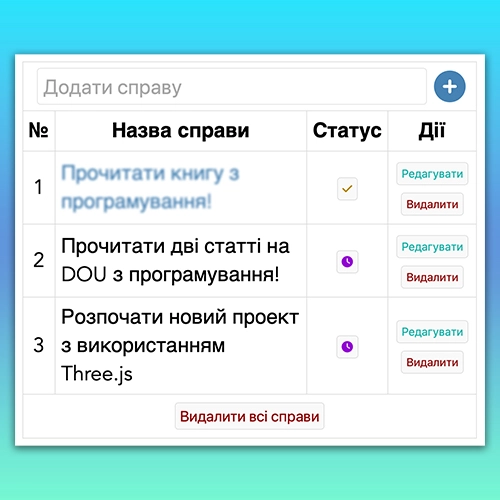 Додати справу
№ Назва справи Статус Дії
1 Прочитати книгу з
програмування!
Редагувати
Видалити
2 Прочитати дві статті на
DOU з програмування!
Редагувати
Видалити
3 Розпочати новий проект
з використанням
Three.js
Редагувати
Видалити
Видалити всі справи